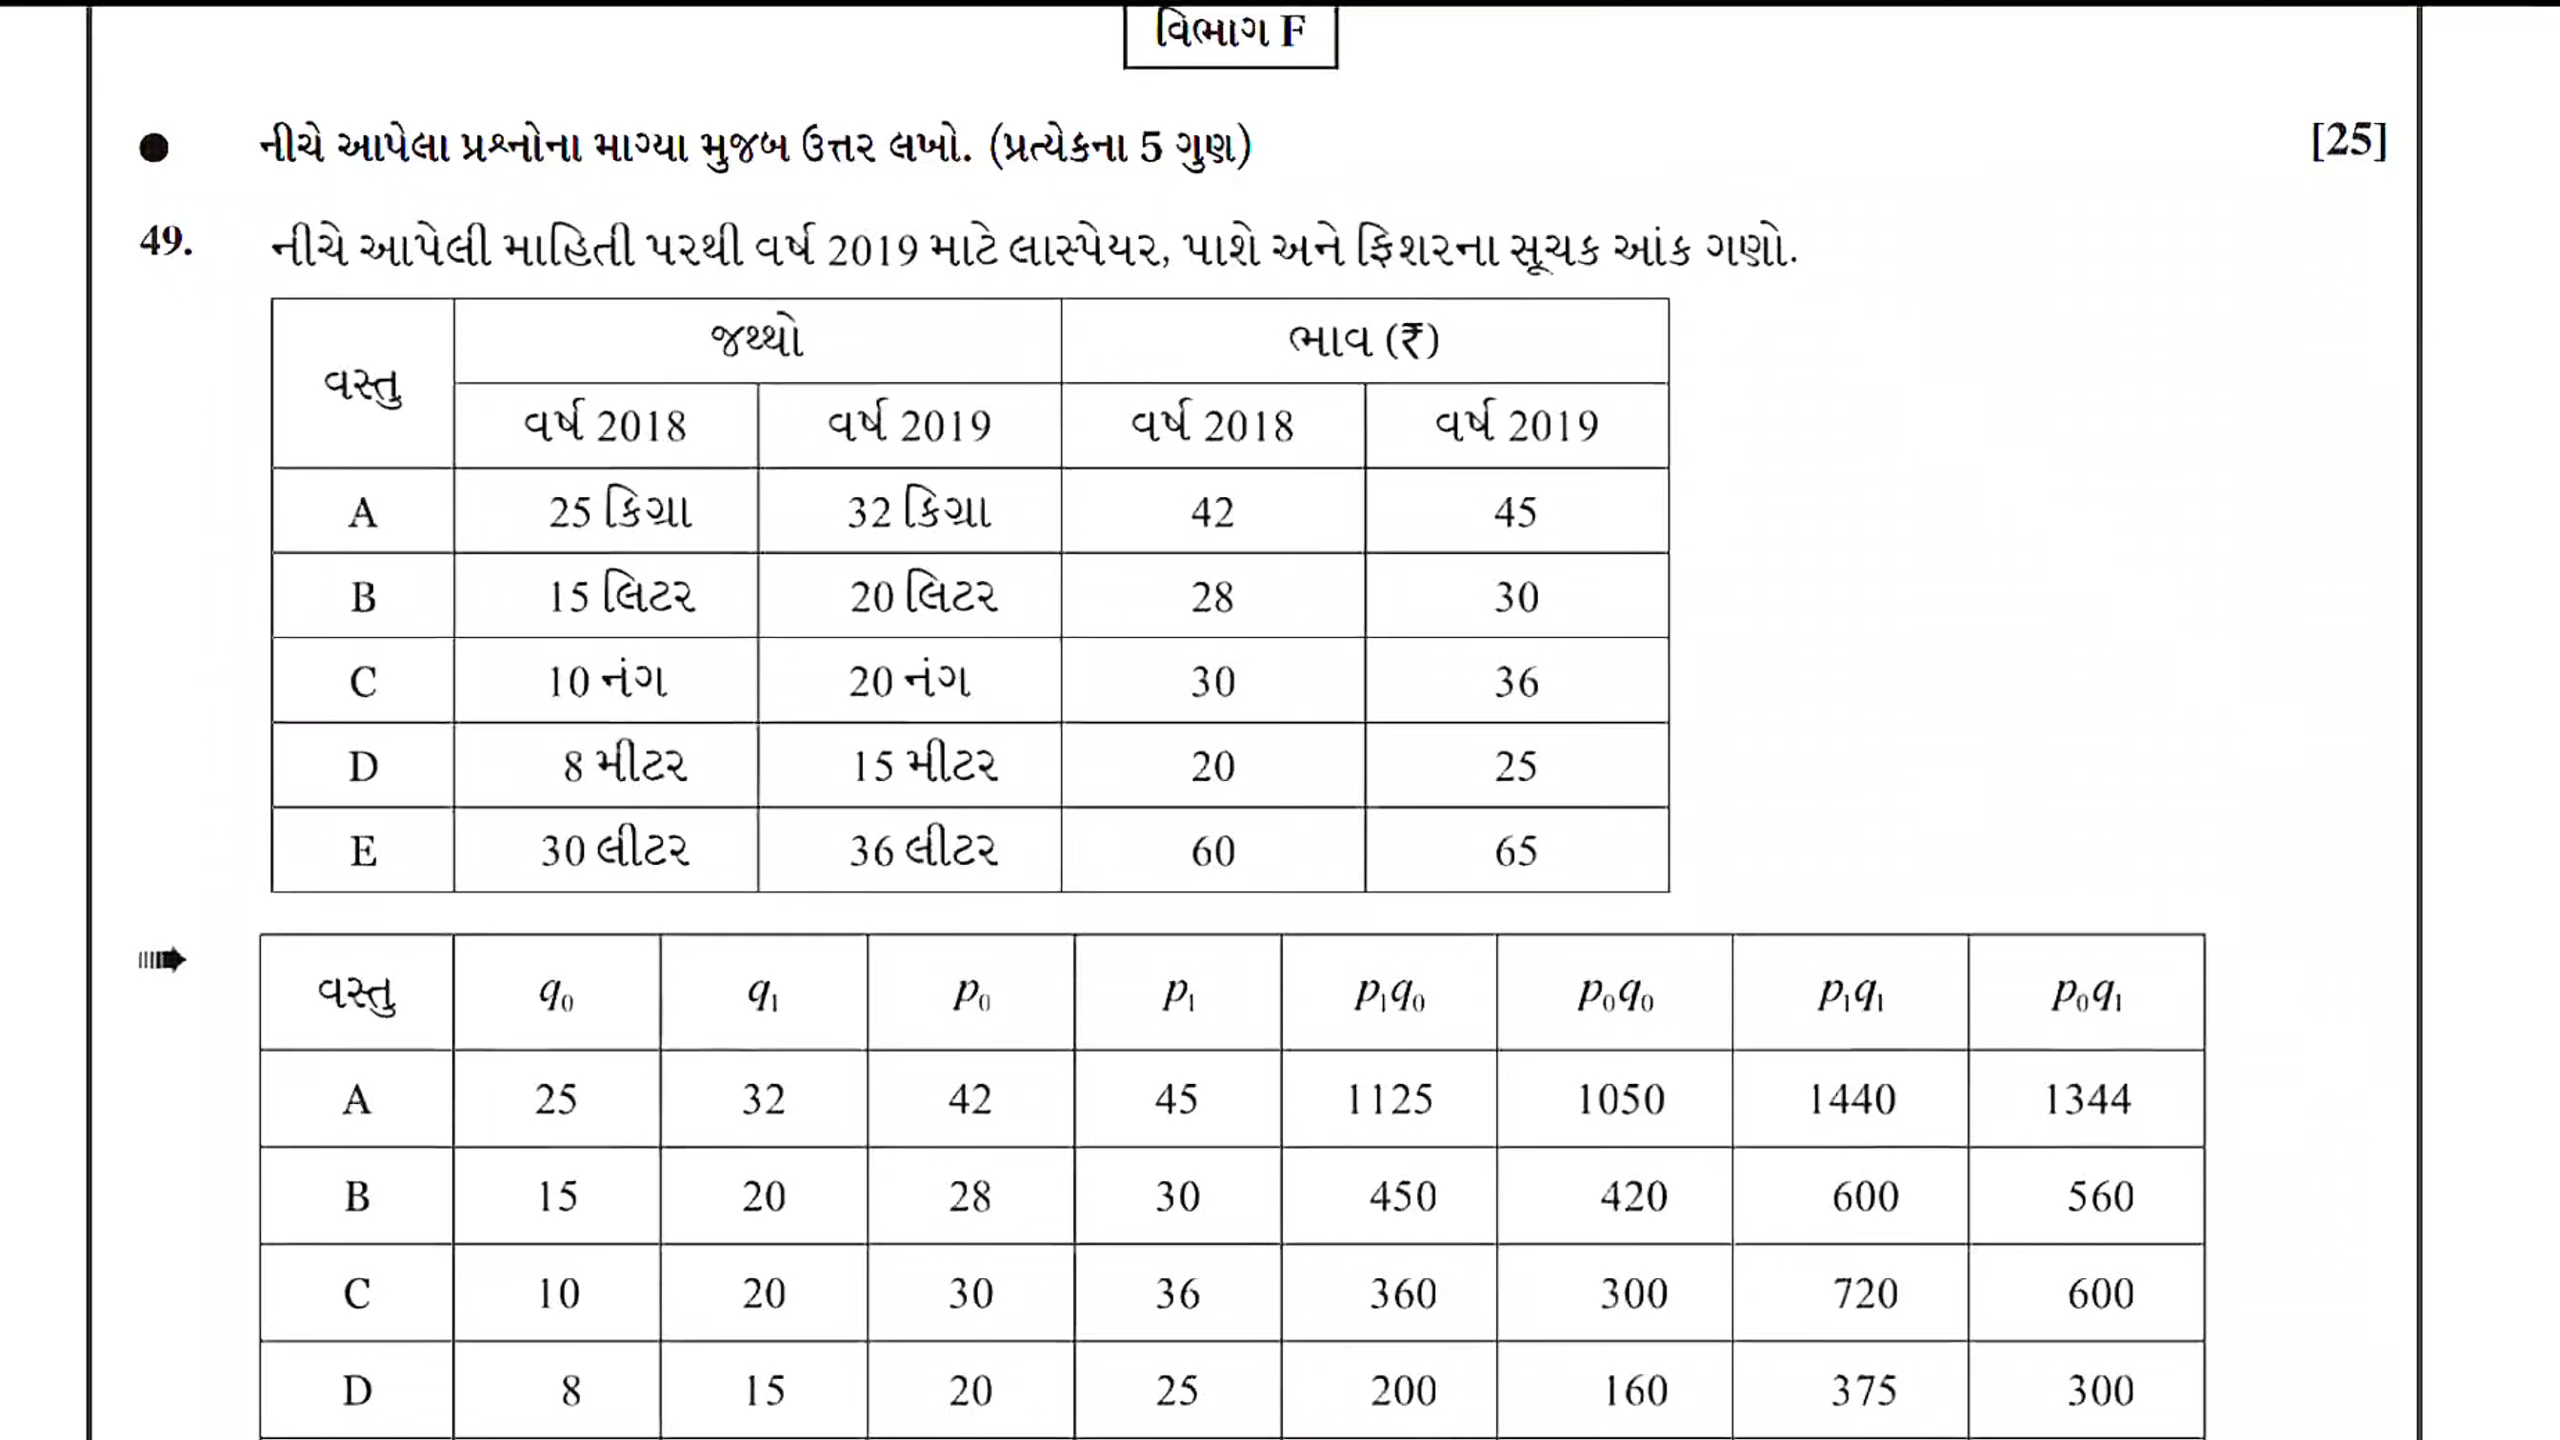 વિભાગ F
● નીચે આપેલા પ્રશ્નોના માગ્યા મુજબ ઉત્તર લખો. (પ્રત્યેકના 5 ગુણ) [25]
49. નીચે આપેલી માહિતી પરથી વર્ષ 2019 માટે લાસ્પેયર, પાશે અને ફિશરના સૂચક આંક ગણો.
વસ્તુ જથ્થો ભાવ (₹)
વર્ષ 2018 વર્ષ 2019 વર્ષ 2018 વર્ષ 2019
A 25 કિગ્રા 32 કિગ્રા 42 45
B 15 લિટર 20 લિટર 28 30
C 10 નંગ 20 નંગ 30 36
D 8 મીટર 15 મીટર 20 25
E 30 લીટર 36 લીટર 60 65
વસ્તુ q₀ q₁ p₀ p₁ p₁q₀ p₀q₀ p₁q₁ p₀q₁
A 25 32 42 45 1125 1050 1440 1344
B 15 20 28 30 450 420 600 560
C 10 20 30 36 360 300 720 600
D 8 15 20 25 200 160 375 300